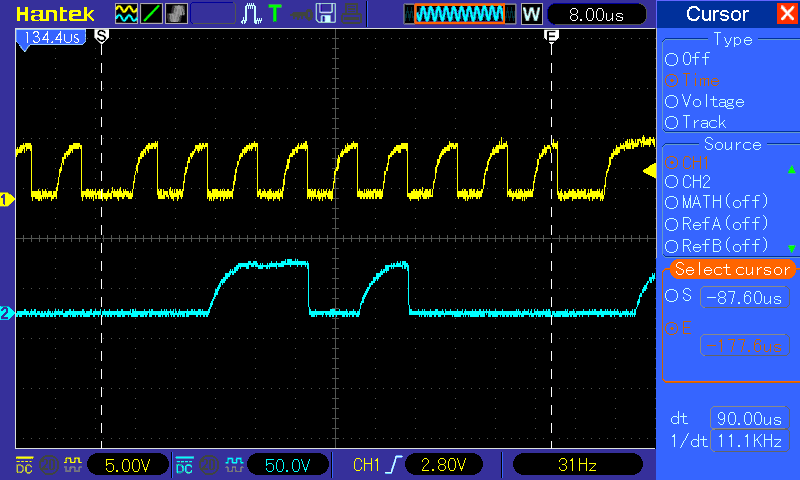 Hantek T W 8.00us
134.4us S E
Cursor X
Type
Off
Time
Voltage
Track
Source
CH1
CH2
MATH(off)
RefA(off)
RefB(off)
Select cursor
S -87.60us
E
-177.6us
dt 90.00us
1/dt 11.1KHz
1
2
DC 20 5.00V DC 20 50.0V CH1 2.80V 31Hz